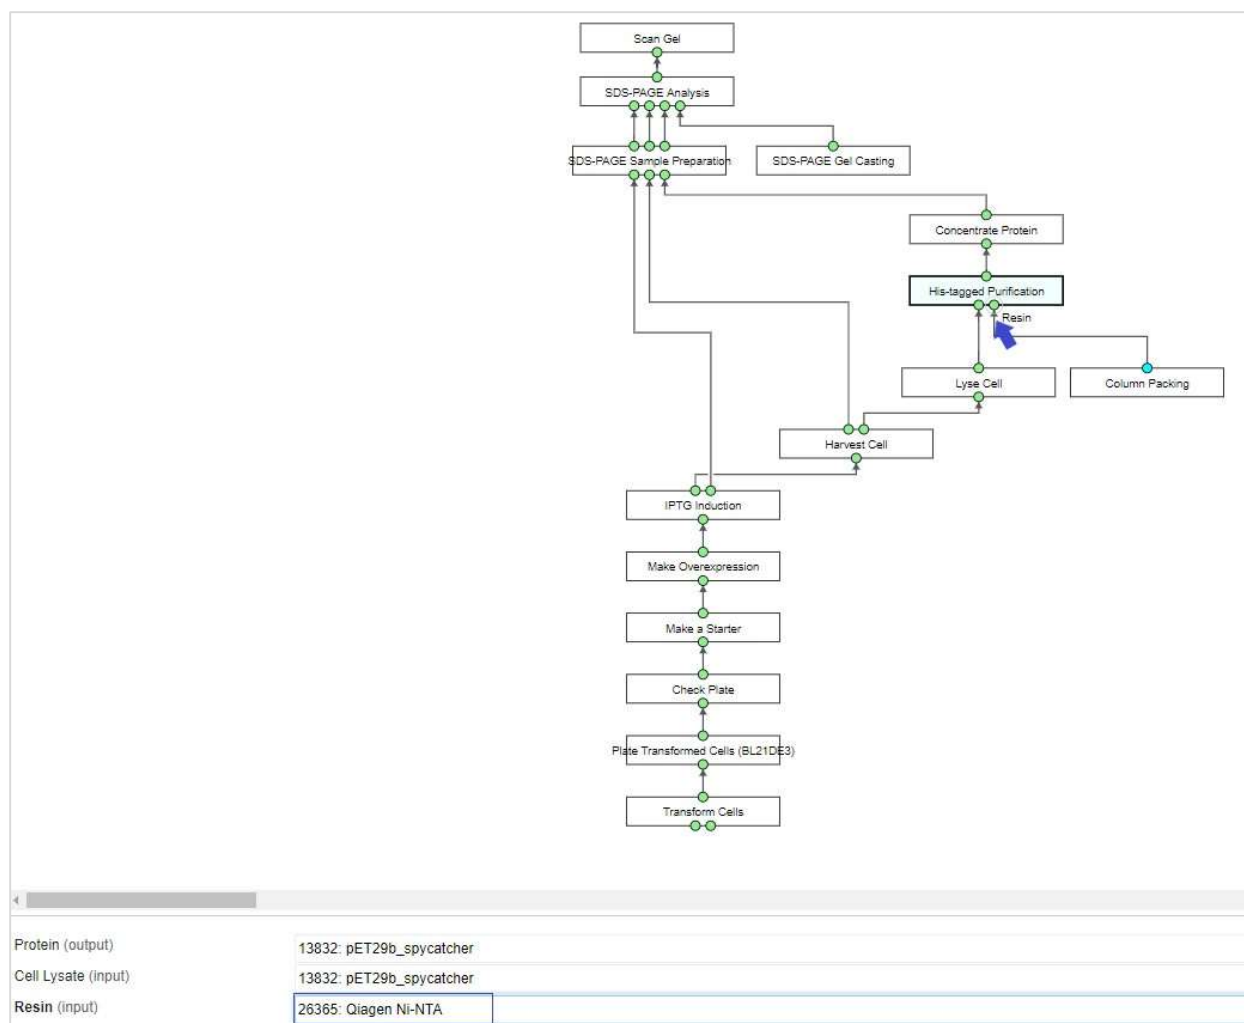 Scan Gel
SDS-PAGE Analysis
SDS-PAGE Sample Preparation
SDS-PAGE Gel Casting
Concentrate Protein
His-tagged Purification
Resin
Lyse Cell
Column Packing
Harvest Cell
IPTG Induction
Make Overexpression
Make a Starter
Check Plate
Plate Transformed Cells (BL21DE3)
Transform Cells
Protein (output)
13832: pET29b_spycatcher
Cell Lysate (input)
13832: pET29b_spycatcher
Resin (input)
26365: Qiagen Ni-NTA